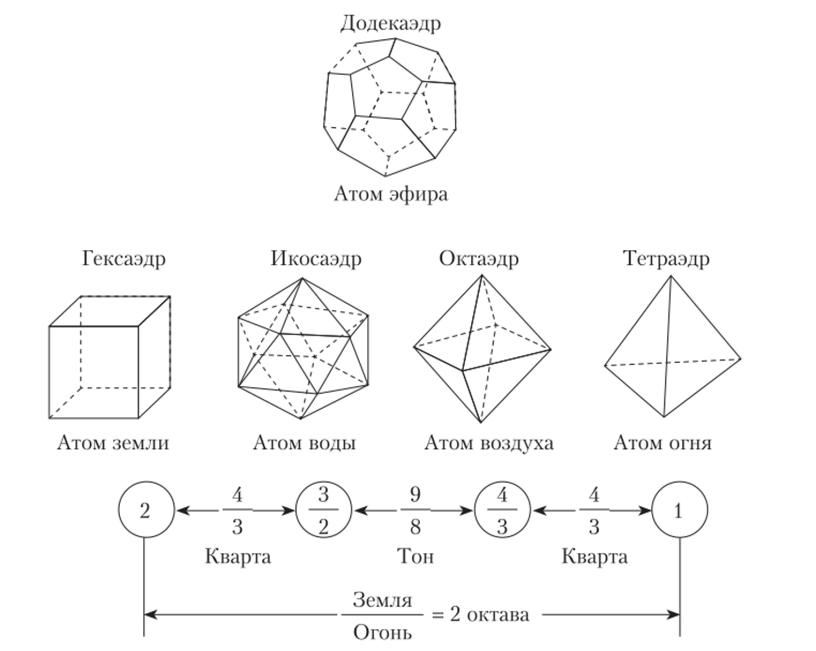 Додекаэдр
Атом эфира
Гексаэдр Икосаэдр Октаэдр Тетраэдр
Атом земли Атом воды Атом воздуха Атом огня
2 4/3 3/2 9/8 4/3 4/3 1
Кварта Тон Кварта
Земля/Огонь = 2 октава